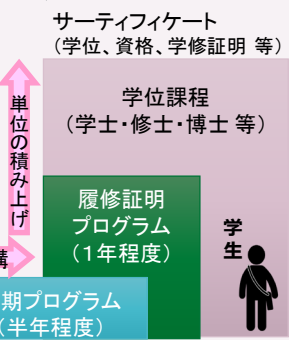 サーティフィケート
(学位、資格、学修証明 等)
学位課程
(学士・修士・博士 等)
単位の積み上げ
履修証明
プログラム
(1年程度)
学生
講
期プログラム
(半年程度)